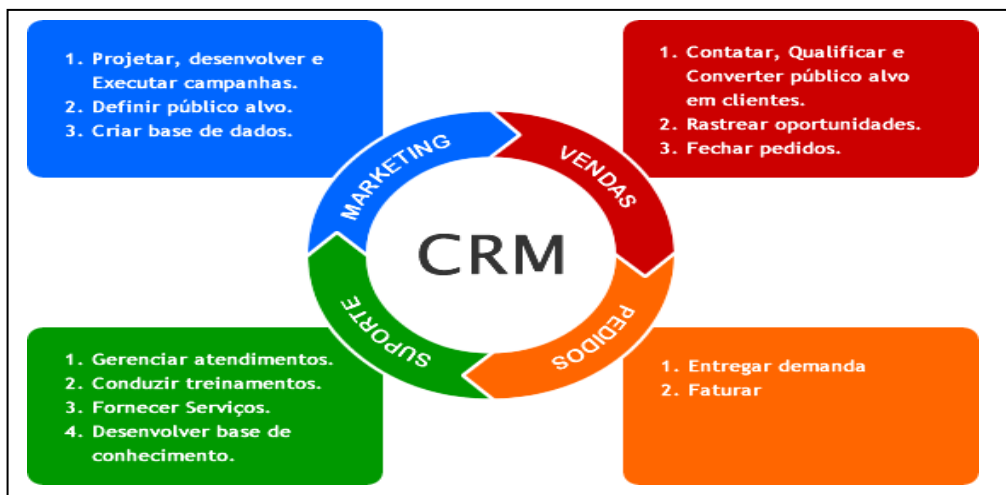 1. Projetar, desenvolver e
Executar campanhas.
2. Definir público alvo.
3. Criar base de dados.
1. Contatar, Qualificar e
Converter público alvo
em clientes.
2. Rastrear oportunidades.
3. Fechar pedidos.
MARKETING
VENDAS
CRM
SUPORTE
PEDIDOS
1. Gerenciar atendimentos.
2. Conduzir treinamentos.
3. Fornecer Serviços.
4. Desenvolver base de
conhecimento.
1. Entregar demanda
2. Faturar